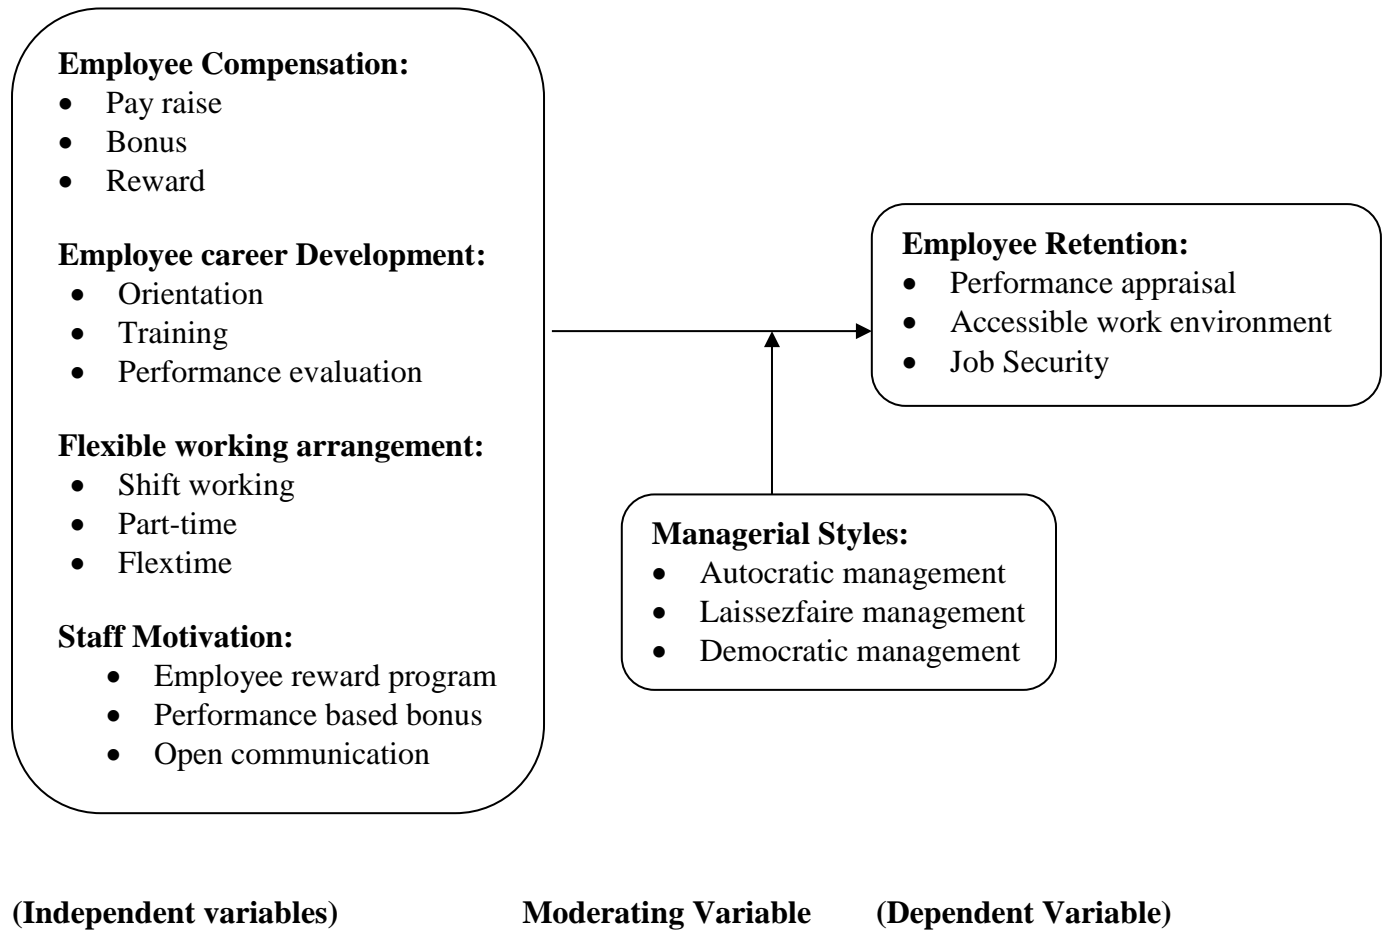 Employee Compensation:
• Pay raise
• Bonus
• Reward
Employee career Development:
• Orientation
• Training
• Performance evaluation
Flexible working arrangement:
• Shift working
• Part-time
• Flextime
Staff Motivation:
• Employee reward program
• Performance based bonus
• Open communication
Employee Retention:
• Performance appraisal
• Accessible work environment
• Job Security
Managerial Styles:
• Autocratic management
• Laissezfaire management
• Democratic management
(Independent variables) Moderating Variable (Dependent Variable)